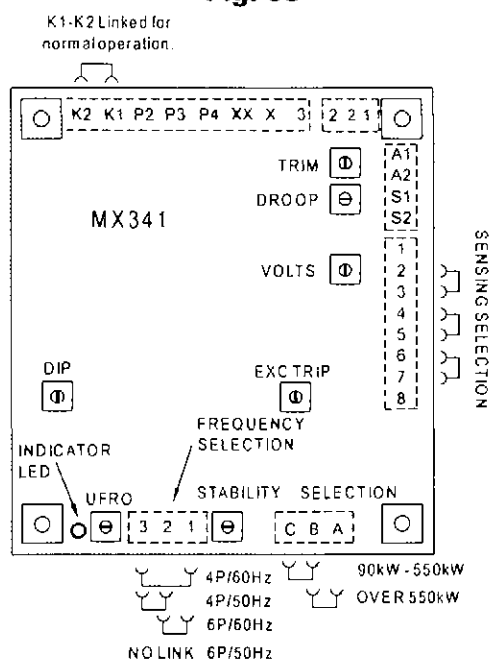 K1-K2 Linked for
normal operation.
K2 K1 P2 P3 P4 XX X 3 2 2 1
A1
A2
S1
S2
TRIM
DROOP
MX341
VOLTS
1
2
3
4
5
6
7
8
SENSING SELECTION
DIP
EXC TRIP
FREQUENCY
SELECTION
INDICATOR
LED
UFRO
STABILITY SELECTION
3 2 1
C B A
4P/60Hz
4P/50Hz
6P/60Hz
NO LINK 6P/50Hz
90kW - 550kW
OVER 550kW